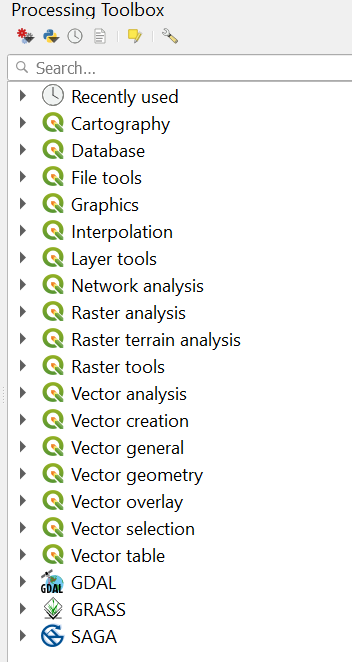 Processing Toolbox
Search...
Recently used
Cartography
Database
File tools
Graphics
Interpolation
Layer tools
Network analysis
Raster analysis
Raster terrain analysis
Raster tools
Vector analysis
Vector creation
Vector general
Vector geometry
Vector overlay
Vector selection
Vector table
GDAL
GDAL
GRASS
SAGA